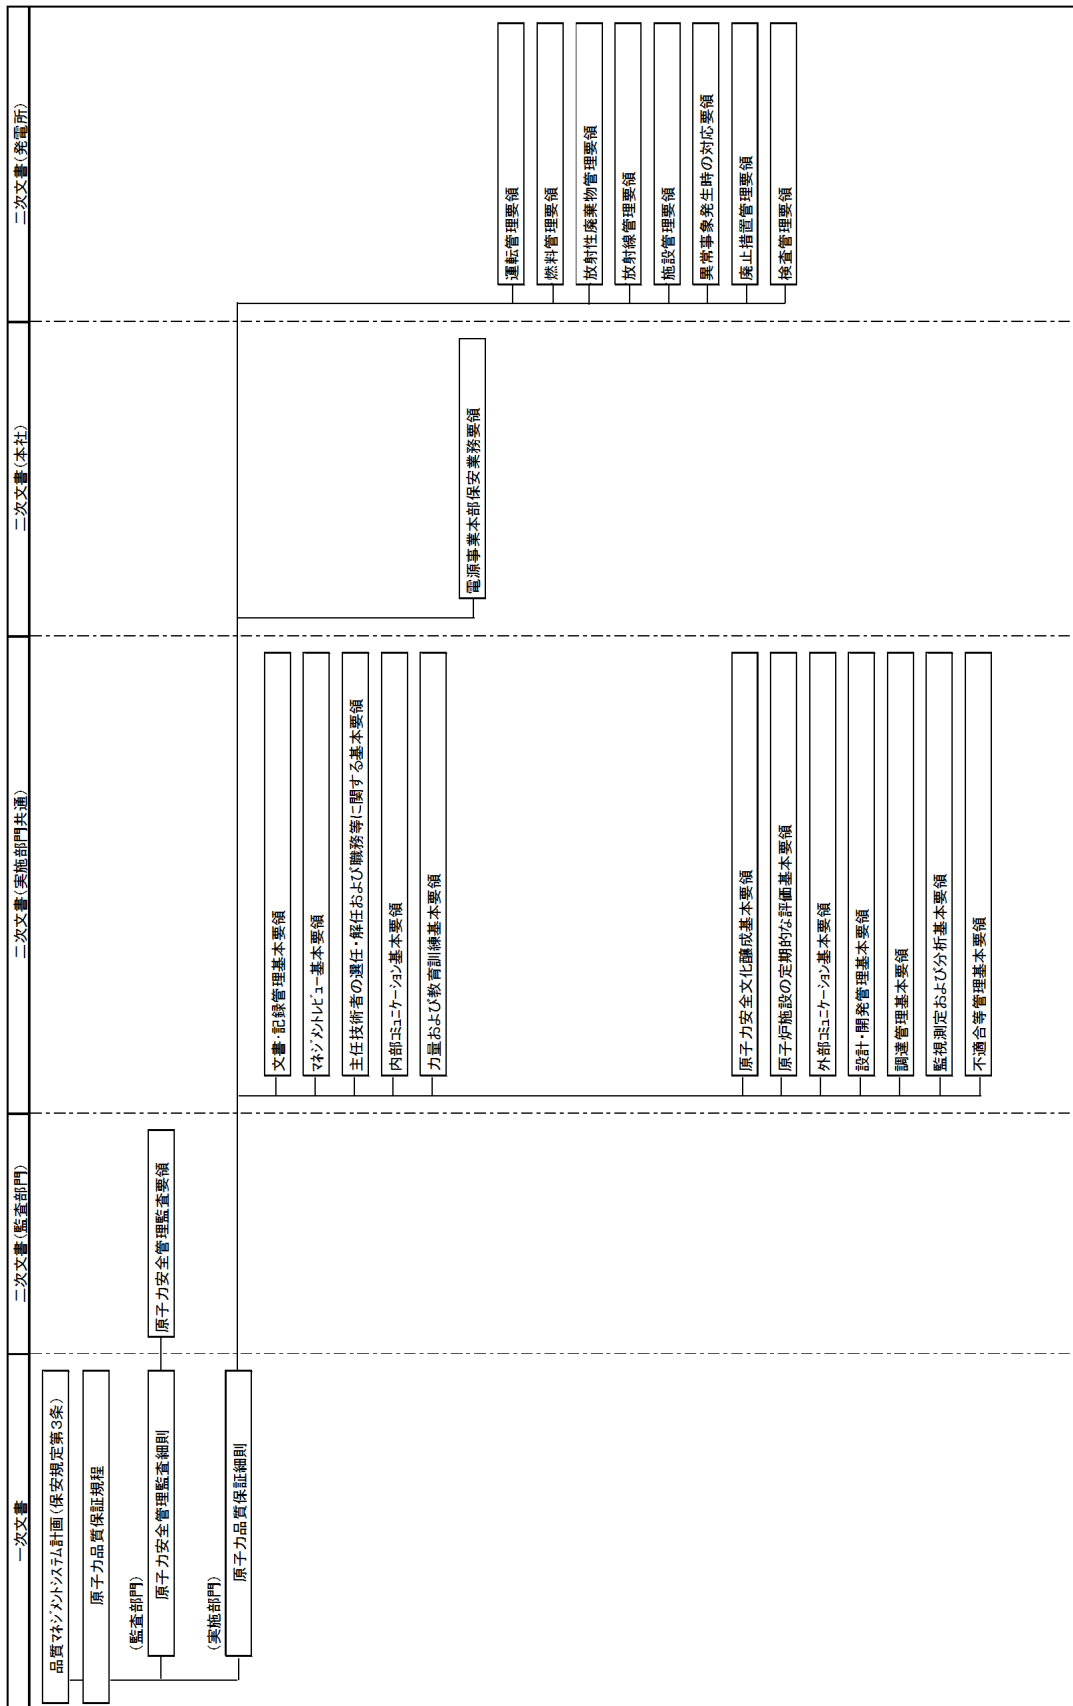 一次文書
二次文書(監査部門)
二次文書(実施部門共通)
二次文書(本社)
二次文書(発電所)
品質ﾏﾈｼﾞﾒﾝﾄｼｽﾃﾑ計画(保安規定第3条)
原子力品質保証規程
(監査部門)
原子力安全管理監査細則
原子力安全管理監査要領
(実施部門)
原子力品質保証細則
文書・記録管理基本要領
ﾏﾈｼﾞﾒﾝﾄﾚﾋﾞｭｰ基本要領
主任技術者の選任・解任および職務等に関する基本要領
内部ｺﾐｭﾆｹｰｼｮﾝ基本要領
力量および教育訓練基本要領
電源事業本部保安業務要領
運転管理要領
燃料管理要領
放射性廃棄物管理要領
放射線管理要領
施設管理要領
異常事象発生時の対応要領
廃止措置管理要領
検査管理要領
原子力安全文化醸成基本要領
原子炉施設の定期的な評価基本要領
外部ｺﾐｭﾆｹｰｼｮﾝ基本要領
設計・開発管理基本要領
調達管理基本要領
監視測定および分析基本要領
不適合等管理基本要領